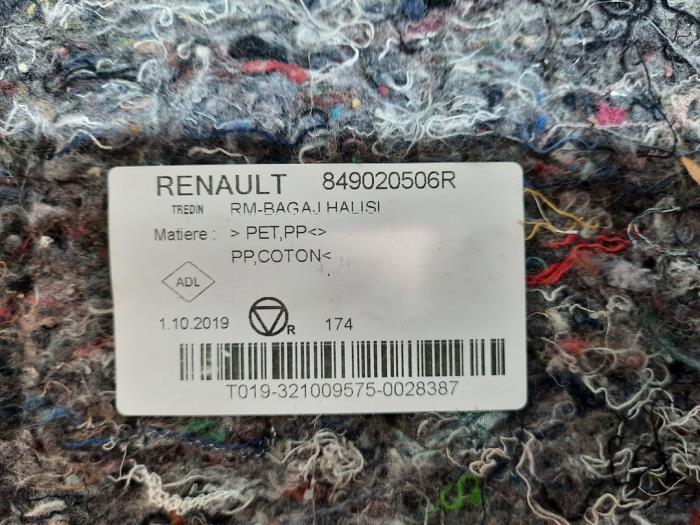 RENAULT 849020506R
TREDIN RM-BAGAJ HALISI
Matiere : > PET,PP<>
PP,COTON<
ADL
1.10.2019 R 174
T019-321009575-0028387